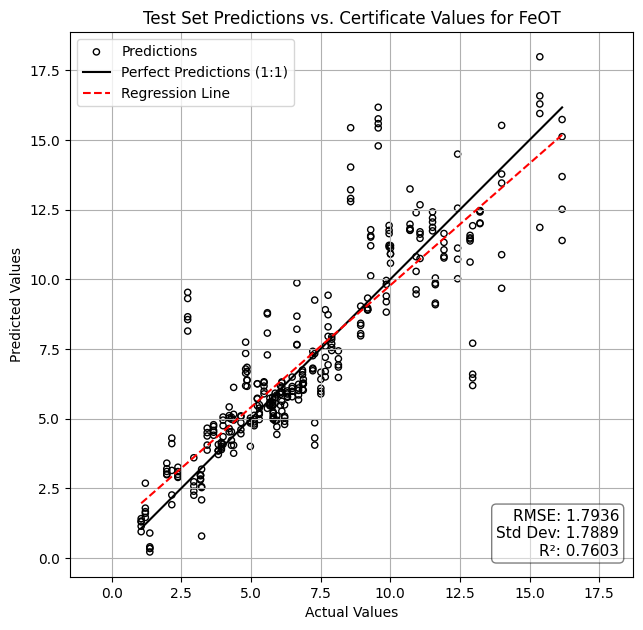 Test Set Predictions vs. Certificate Values for FeOT
Predictions
Perfect Predictions (1:1)
Regression Line
17.5
15.0
12.5
10.0
7.5
5.0
2.5
0.0
Predicted Values
RMSE: 1.7936
Std Dev: 1.7889
R²: 0.7603
0.0 2.5 5.0 7.5 10.0 12.5 15.0 17.5
Actual Values